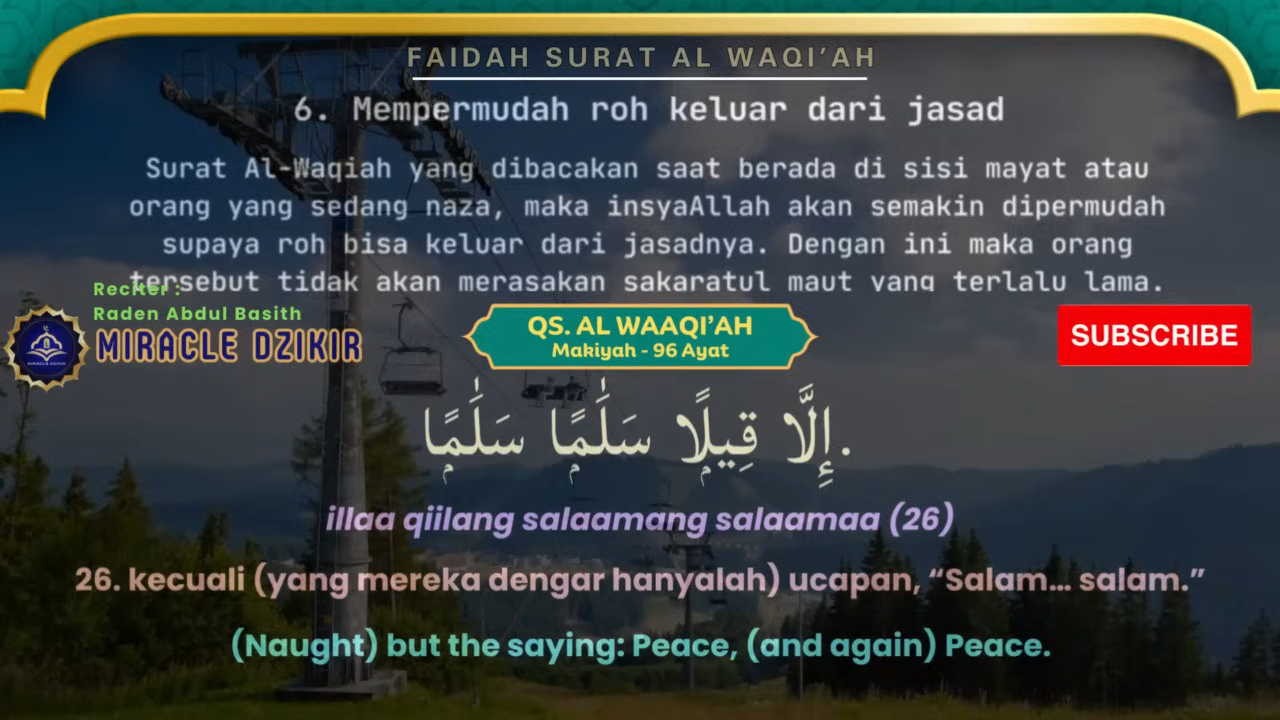 FAIDAH SURAT AL WAQI’AH
6. Mempermudah roh keluar dari jasad
Surat Al-Waqiah yang dibacakan saat berada di sisi mayat atau
orang yang sedang naza, maka insyaAllah akan semakin dipermudah
supaya roh bisa keluar dari jasadnya. Dengan ini maka orang
tersebut tidak akan merasakan sakaratul maut yang terlalu lama.
Reciter :
Raden Abdul Basith
MIRACLE DZIKIR
QS. AL WAAQI’AH
Makiyah - 96 Ayat
SUBSCRIBE
إِلَّا قِيلًۭا سَلَٰمًۭا سَلَٰمًۭا.
illaa qiilang salaamang salaamaa (26)
26. kecuali (yang mereka dengar hanyalah) ucapan, “Salam... salam.”
(Naught) but the saying: Peace, (and again) Peace.